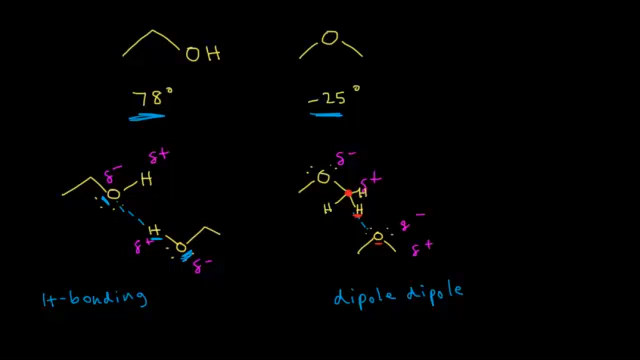 OH O
78° -25°
δ- δ+ δ- δ+
O H O H
H H
H O O δ-
δ+ δ+
δ-
H-bonding dipole dipole